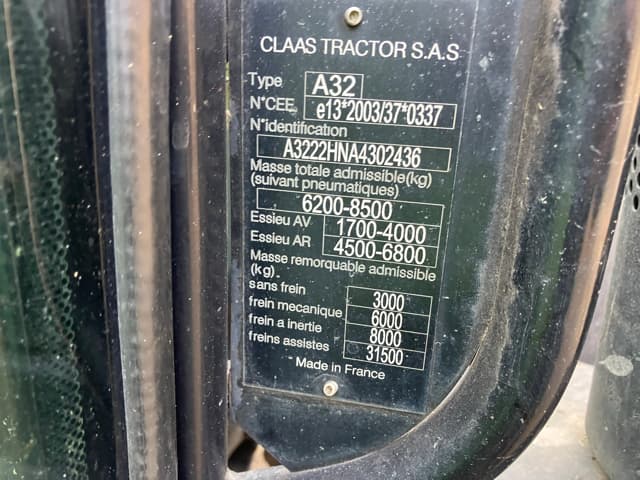 CLAAS TRACTOR S.A.S
Type A32
N°CEE e13*2003/37*0337
N°identification
A3222HNA4302436
Masse totale admissible(kg)
(suivant pneumatiques)
6200-8500
Essieu AV 1700-4000
Essieu AR 4500-6800
Masse remorquable admissible
(kg).
sans frein 3000
frein mecanique 6000
frein a inertie 8000
freins assistes 31500
Made in France